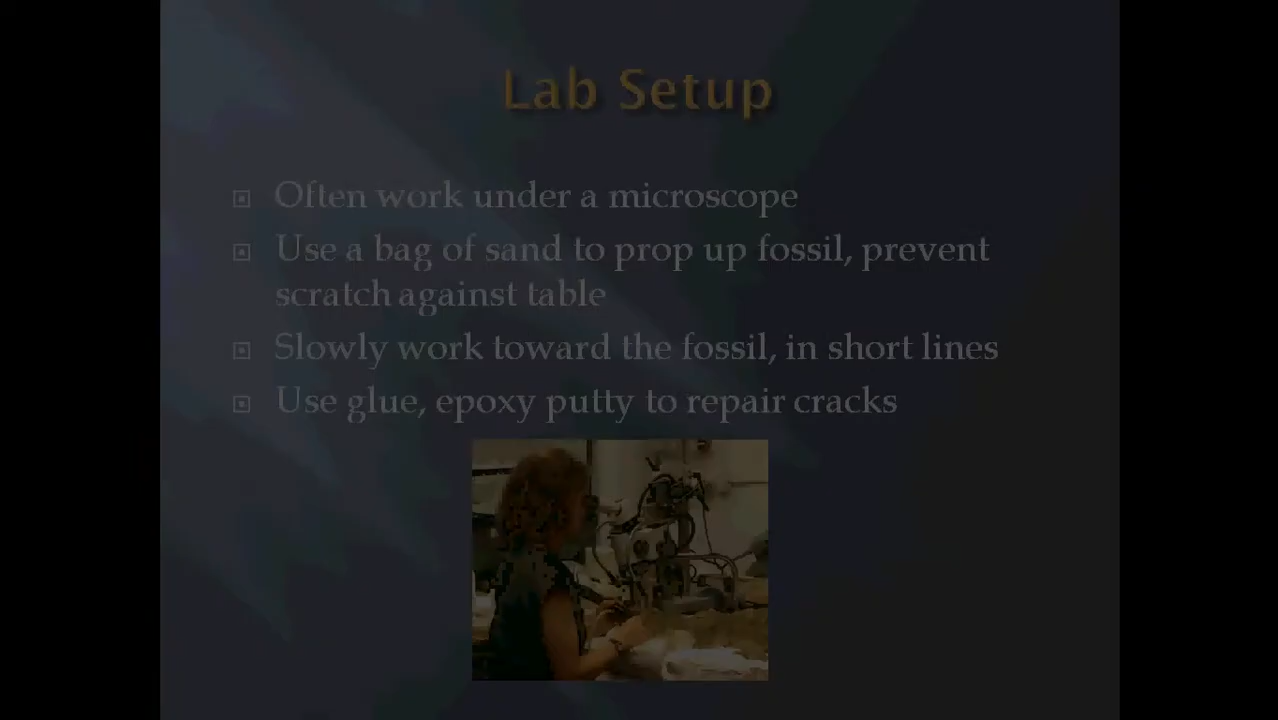 Lab Setup
Often work under a microscope
Use a bag of sand to prop up fossil, prevent
scratch against table
Slowly work toward the fossil, in short lines
Use glue, epoxy putty to repair cracks